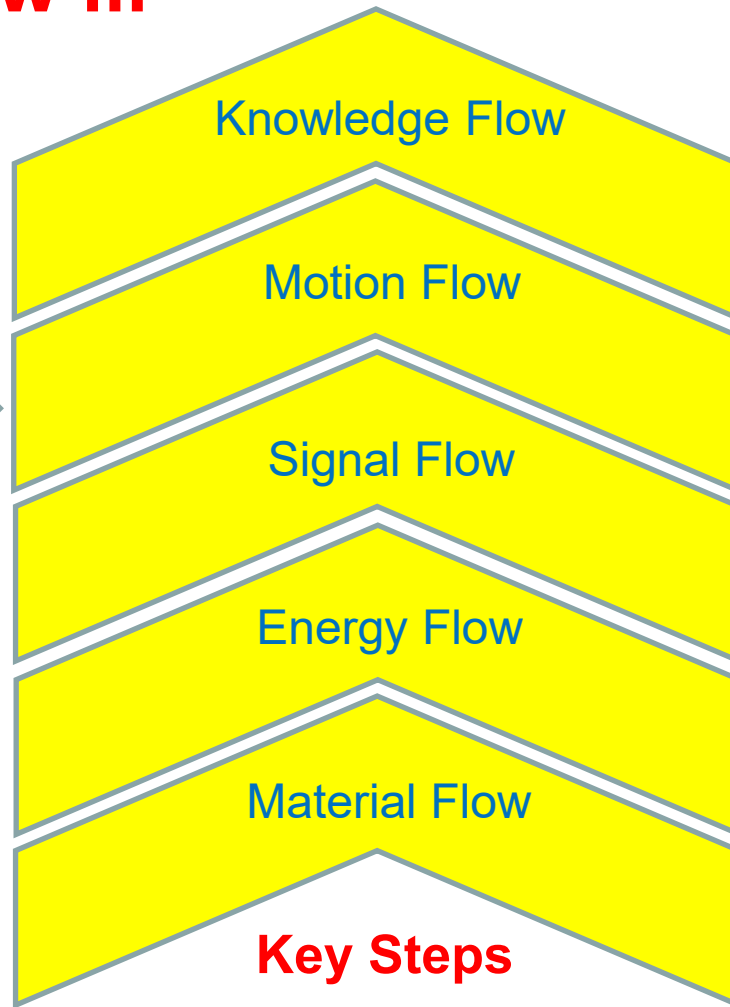 Knowledge Flow
Motion Flow
Signal Flow
Energy Flow
Material Flow
Key Steps